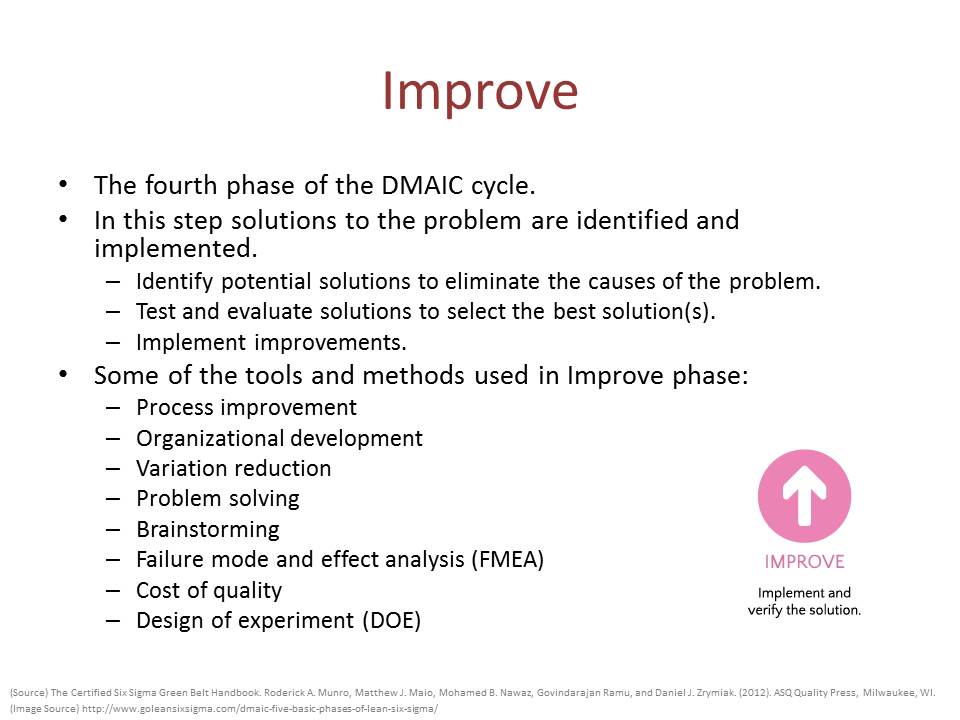 Improve
• The fourth phase of the DMAIC cycle.
• In this step solutions to the problem are identified and
implemented.
– Identify potential solutions to eliminate the causes of the problem.
– Test and evaluate solutions to select the best solution(s).
– Implement improvements.
• Some of the tools and methods used in Improve phase:
– Process improvement
– Organizational development
– Variation reduction
– Problem solving
– Brainstorming
– Failure mode and effect analysis (FMEA)
– Cost of quality
– Design of experiment (DOE)
IMPROVE
Implement and
verify the solution.
(Source) The Certified Six Sigma Green Belt Handbook. Roderick A. Munro, Matthew J. Maio, Mohamed B. Nawaz, Govindarajan Ramu, and Daniel J. Zrymiak. (2012). ASQ Quality Press, Milwaukee, WI.
(Image Source) http://www.goleansixsigma.com/dmaic-five-basic-phases-of-lean-six-sigma/